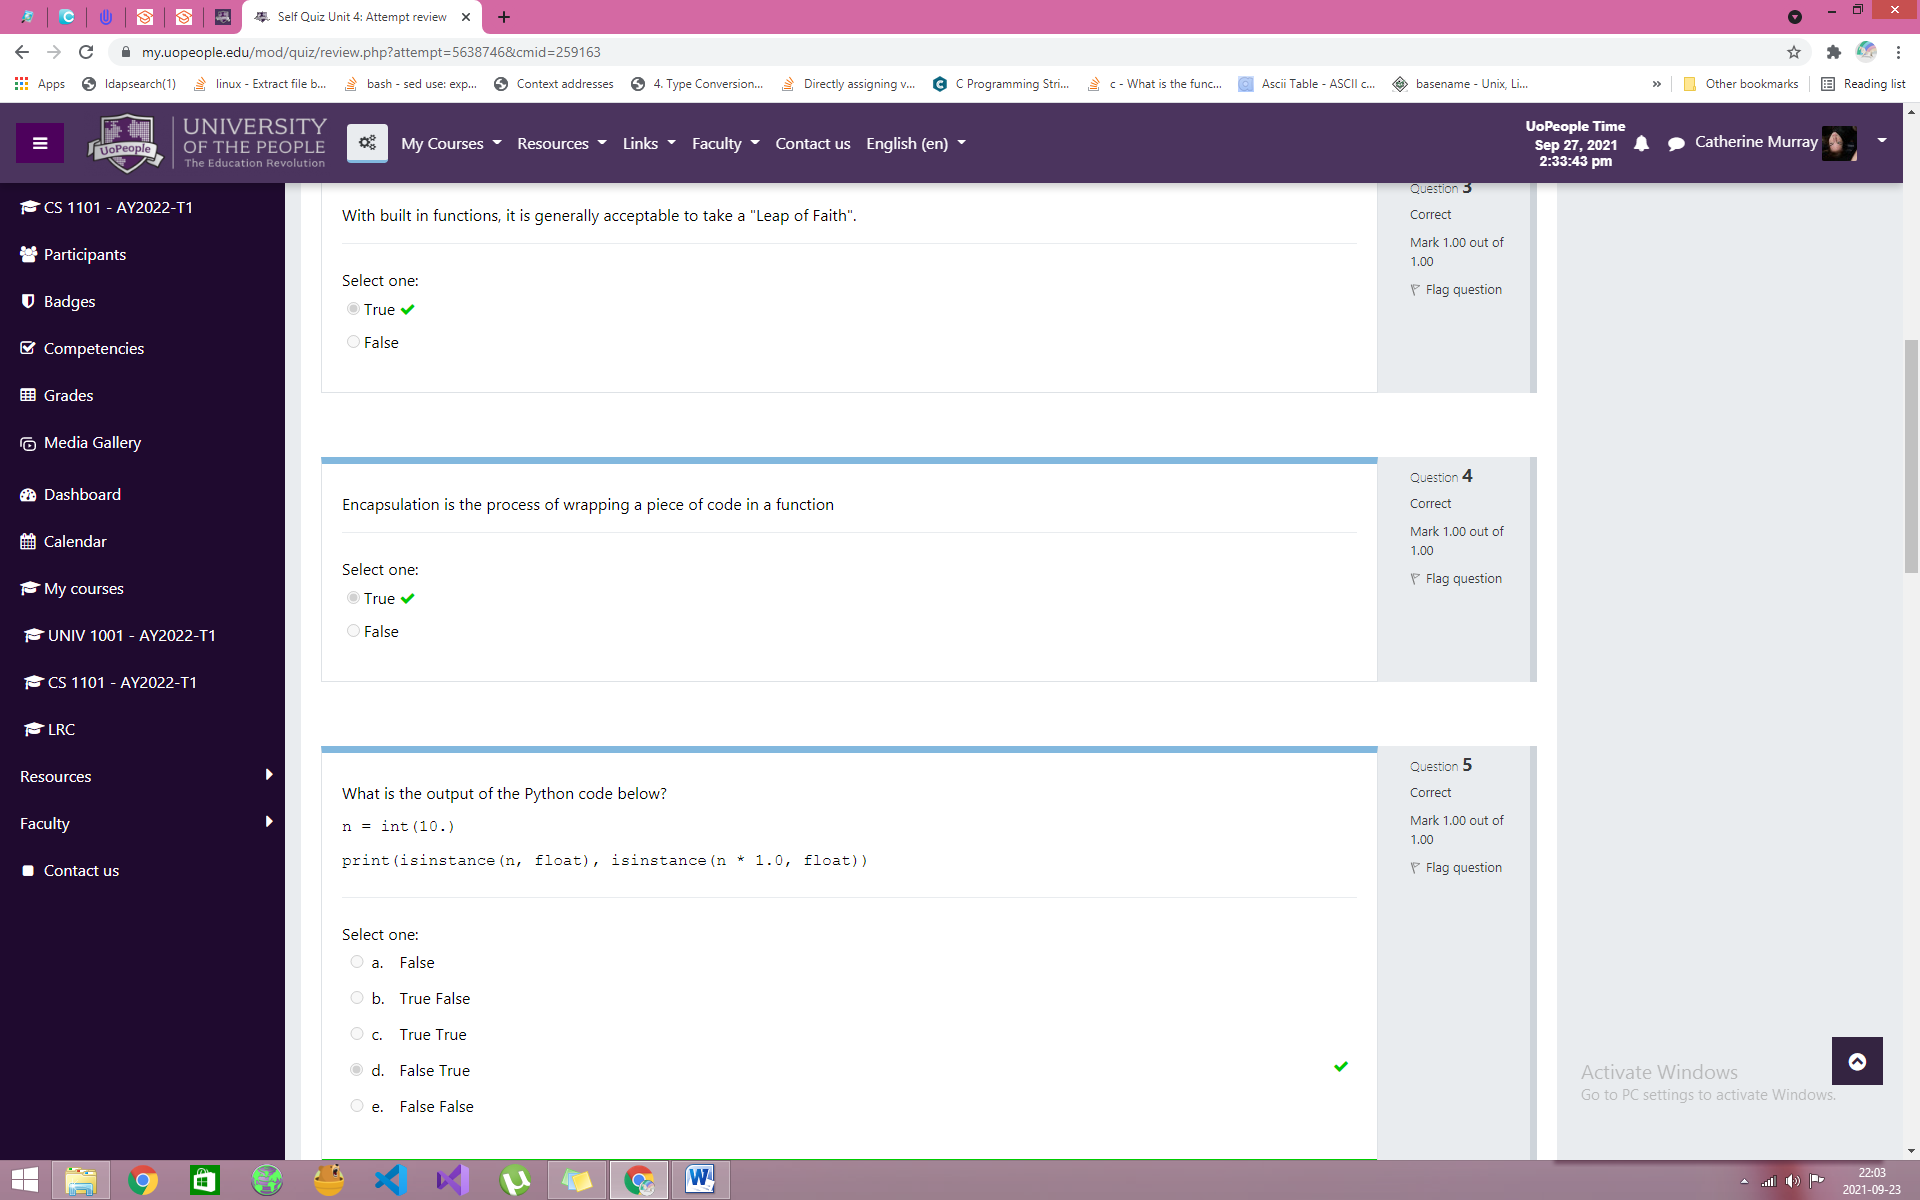 Self Quiz Unit 4: Attempt review
my.uopeople.edu/mod/quiz/review.php?attempt=5638746&cmid=259163
Apps
ldapsearch(1)
linux - Extract file b...
bash - sed use: exp...
Context addresses
4. Type Conversion...
Directly assigning v...
C Programming Stri...
c - What is the func...
Ascii Table - ASCII c...
basename - Unix, Li...
»
Other bookmarks
Reading list
UoPeople
UNIVERSITY
OF THE PEOPLE
The Education Revolution
My Courses
Resources
Links
Faculty
Contact us
English (en)
UoPeople Time
Sep 27, 2021
2:33:43 pm
Catherine Murray
CS 1101 - AY2022-T1
Participants
Badges
Competencies
Grades
Media Gallery
Dashboard
Calendar
My courses
UNIV 1001 - AY2022-T1
CS 1101 - AY2022-T1
LRC
Resources
Faculty
Contact us
Question 3
Correct
Mark 1.00 out of
1.00
Flag question
With built in functions, it is generally acceptable to take a "Leap of Faith".
Select one:
True
False
Question 4
Correct
Mark 1.00 out of
1.00
Flag question
Encapsulation is the process of wrapping a piece of code in a function
Select one:
True
False
Question 5
Correct
Mark 1.00 out of
1.00
Flag question
What is the output of the Python code below?
n = int(10.)
print(isinstance(n, float), isinstance(n * 1.0, float))
Select one:
a. False
b. True False
c. True True
d. False True
e. False False
Activate Windows
Go to PC settings to activate Windows.
22:03
2021-09-23